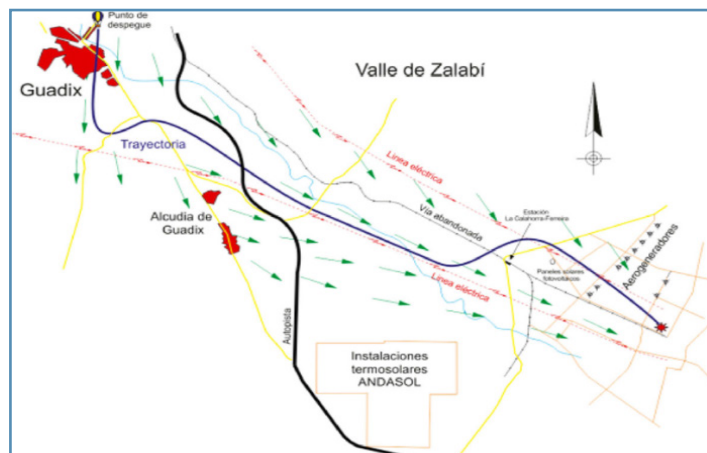 Punto de
despegue
Guadix
Valle de Zalabí
Trayectoria
Línea eléctrica
Alcudia de
Guadix
Vía abandonada
Estación
La Calahorra-Ferreira
Paneles solares
fotovoltáicos
Aerogeneradores
Línea eléctrica
Autopista
Instalaciones
termosolares
ANDASOL